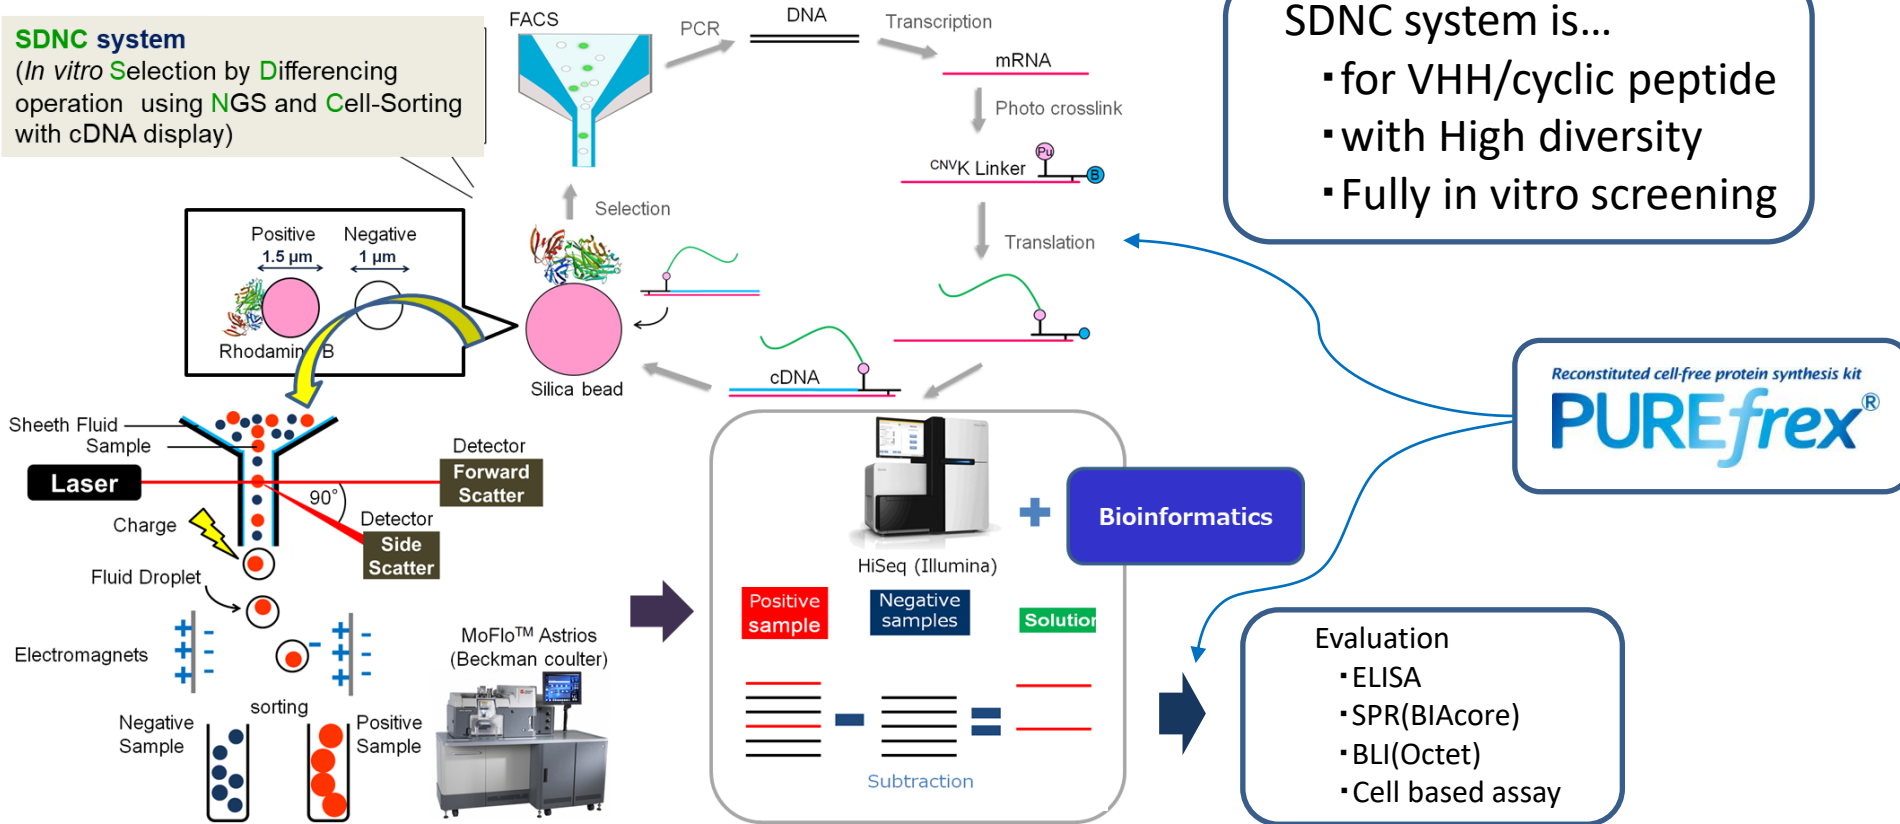 SDNC system
(In vitro Selection by Differencing
operation using NGS and Cell-Sorting
with cDNA display)
FACS
PCR
DNA
Transcription
mRNA
Photo crosslink
CNVK Linker
Pu
B
Translation
cDNA
Silica bead
Selection
Positive
1.5 μm
Negative
1 μm
Rhodamin B
SDNC system is...
・for VHH/cyclic peptide
・with High diversity
・Fully in vitro screening
Reconstituted cell-free protein synthesis kit
PUREfrex®
Sheeth Fluid
Sample
Laser
Detector
Forward
Scatter
90°
Detector
Side
Scatter
Charge
Fluid Droplet
Electromagnets
+ - - + -
+ - + -
+ - + -
sorting
Negative
Sample
Positive
Sample
MoFlo™ Astrios
(Beckman coulter)
HiSeq (Illumina)
+
Bioinformatics
Positive
sample
Negative
samples
Solution
- =
Subtraction
Evaluation
・ELISA
・SPR(BIAcore)
・BLI(Octet)
・Cell based assay